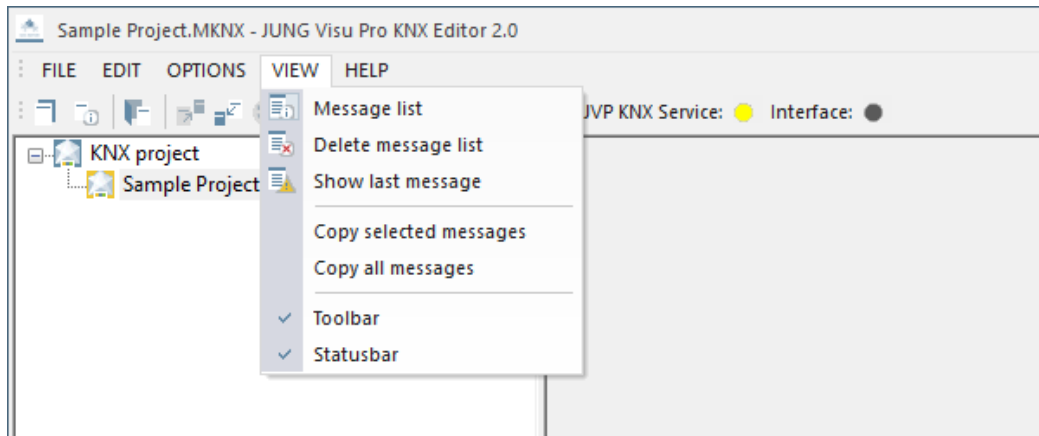 Sample Project.MKNX - JUNG Visu Pro KNX Editor 2.0
FILE EDIT OPTIONS VIEW HELP
JVP KNX Service: Interface:
Message list
Delete message list
Show last message
Copy selected messages
Copy all messages
Toolbar
Statusbar
KNX project
Sample Project